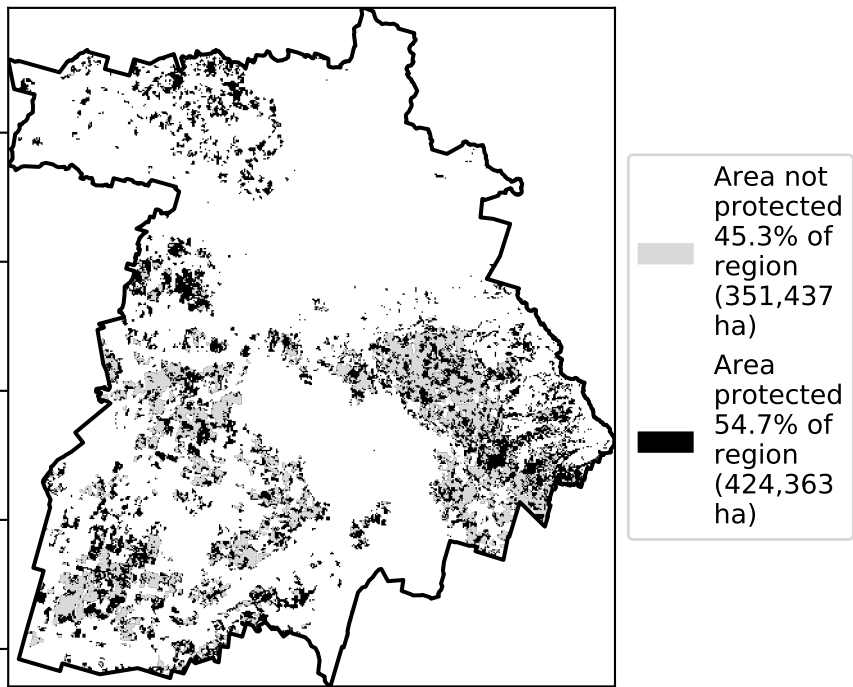 Area not
protected
45.3% of
region
(351,437
ha)
Area
protected
54.7% of
region
(424,363
ha)